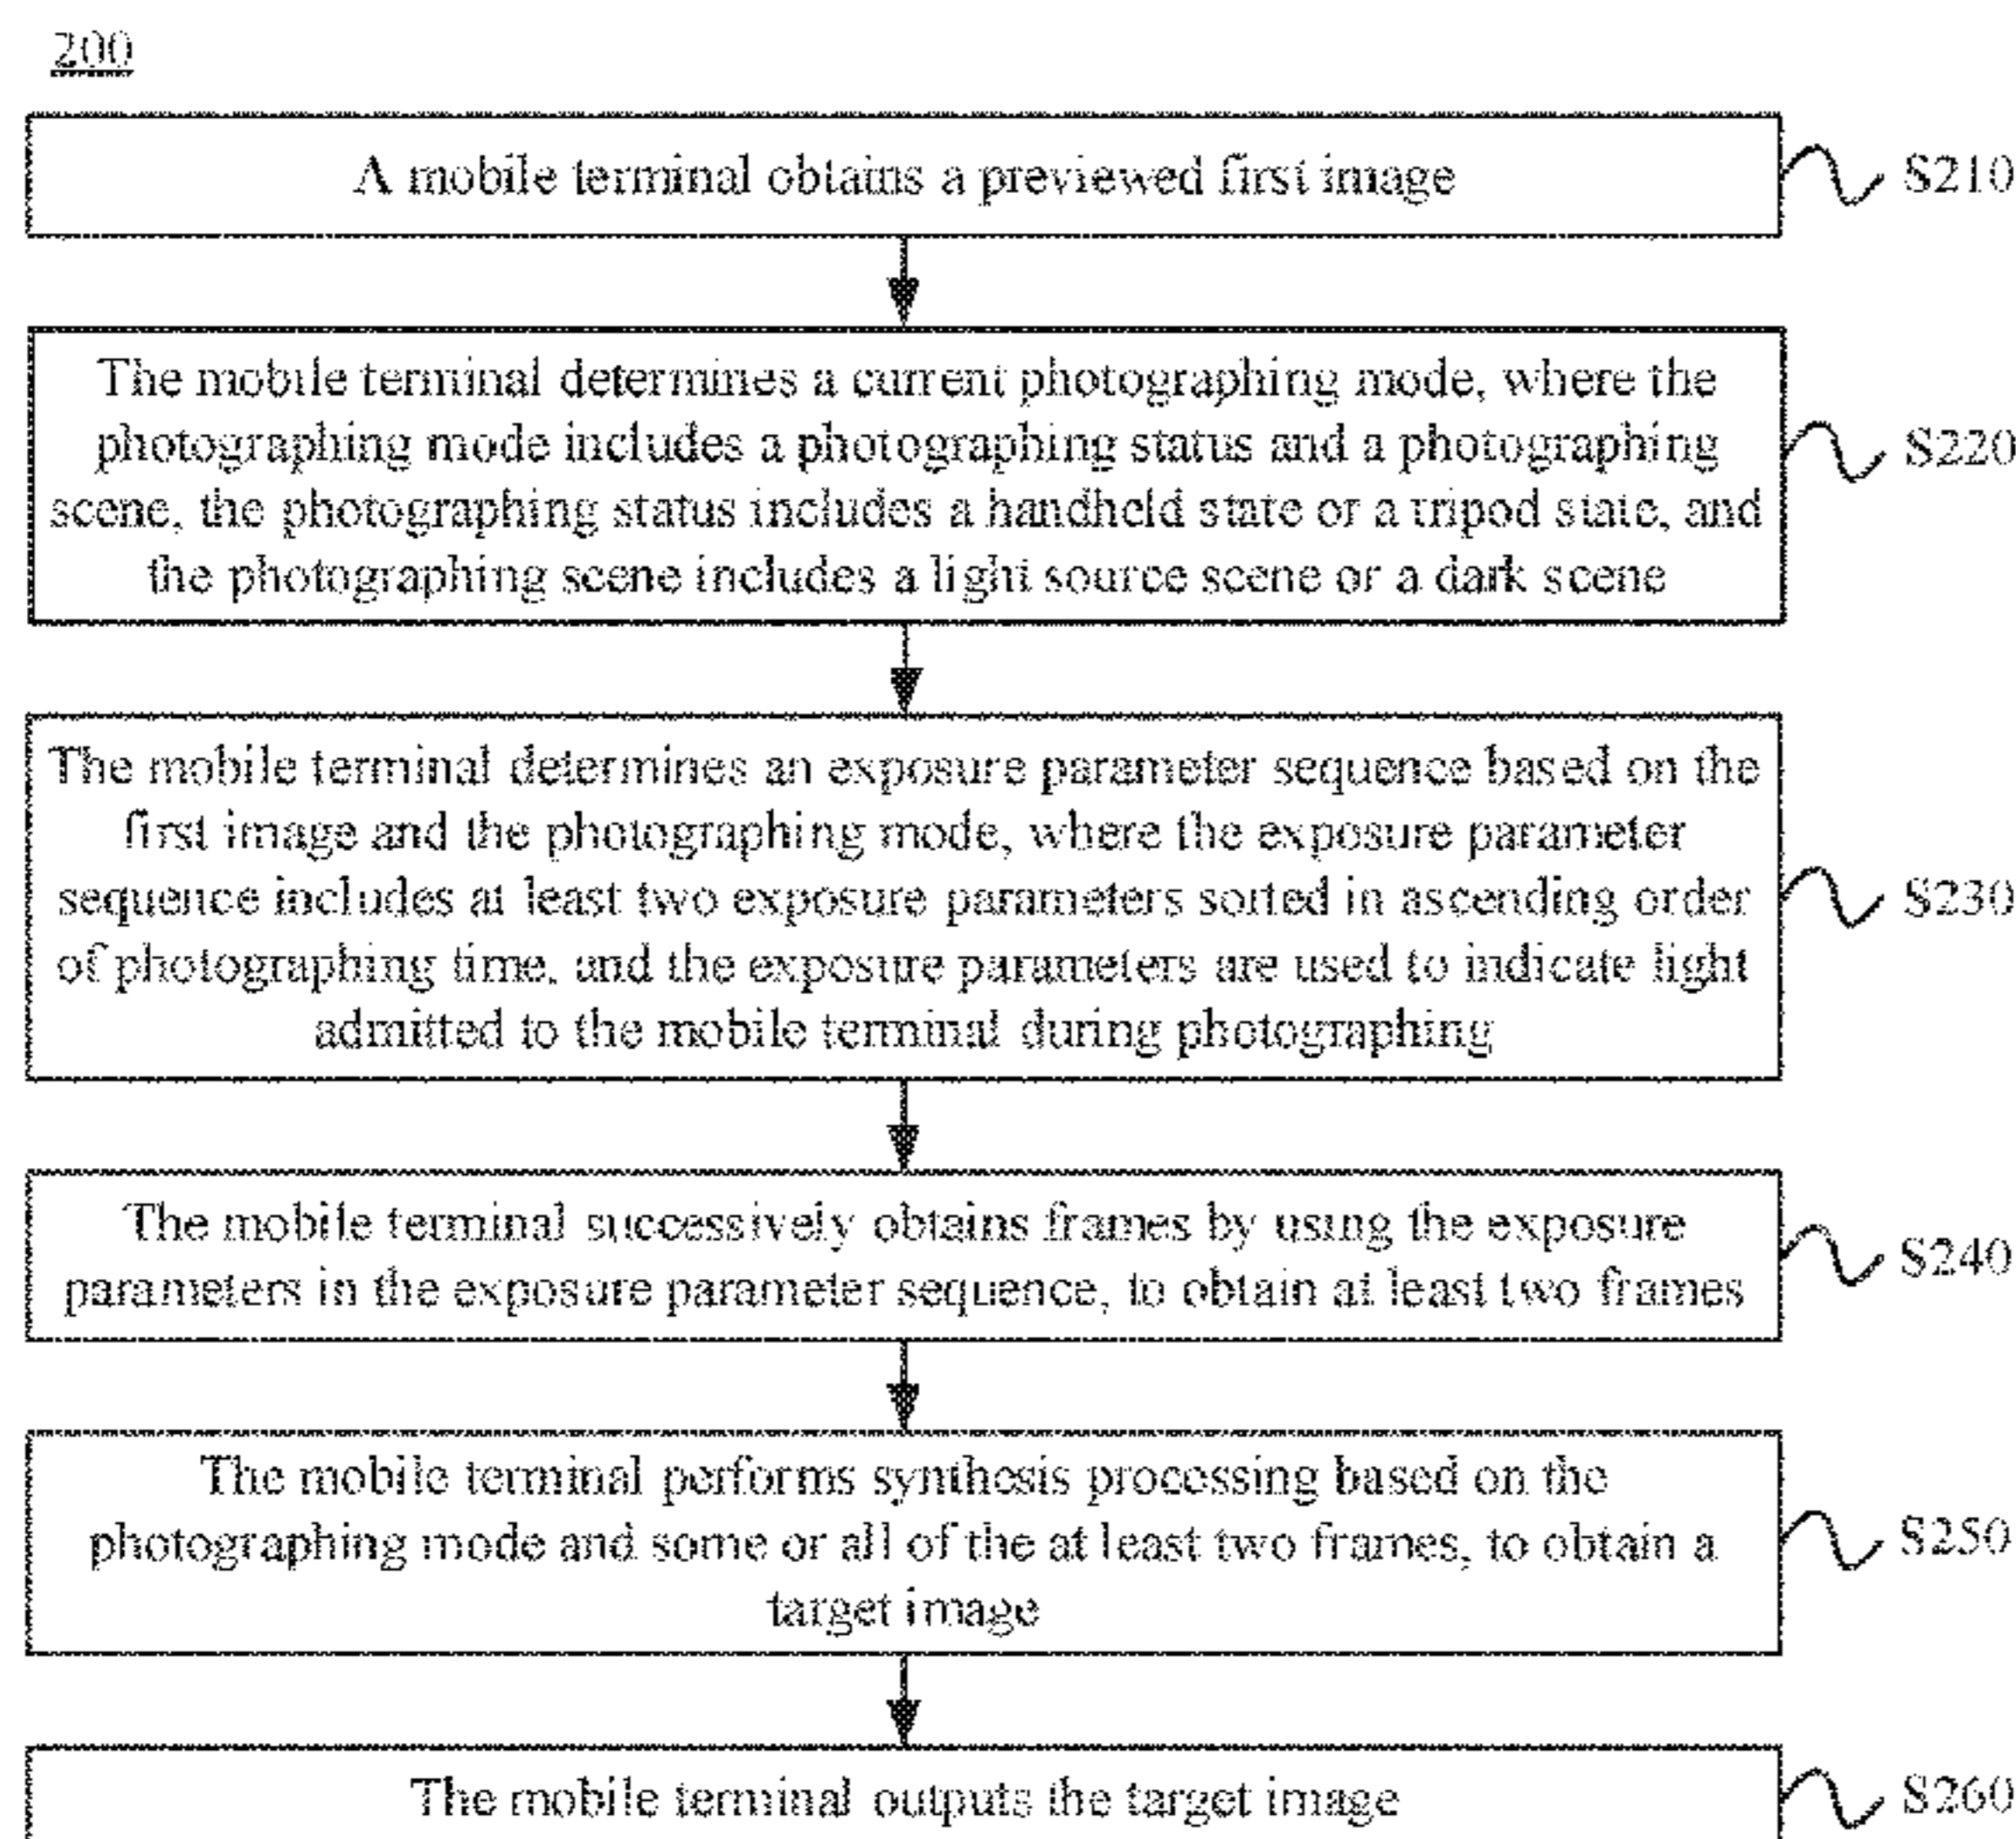 200
A mobile terminal obtains a previewed first image
S210
The mobile terminal determines a current photographing mode, where the
photographing mode includes a photographing status and a photographing
scene, the photographing status includes a handheld state or a tripod state, and
the photographing scene includes a light source scene or a dark scene
S220
The mobile terminal determines an exposure parameter sequence based on the
first image and the photographing mode, where the exposure parameter
sequence includes at least two exposure parameters sorted in ascending order
of photographing time, and the exposure parameters are used to indicate light
admitted to the mobile terminal during photographing
S230
The mobile terminal successively obtains frames by using the exposure
parameters in the exposure parameter sequence, to obtain at least two frames
S240
The mobile terminal performs synthesis processing based on the
photographing mode and some or all of the at least two frames, to obtain a
target image
S250
The mobile terminal outputs the target image
S260